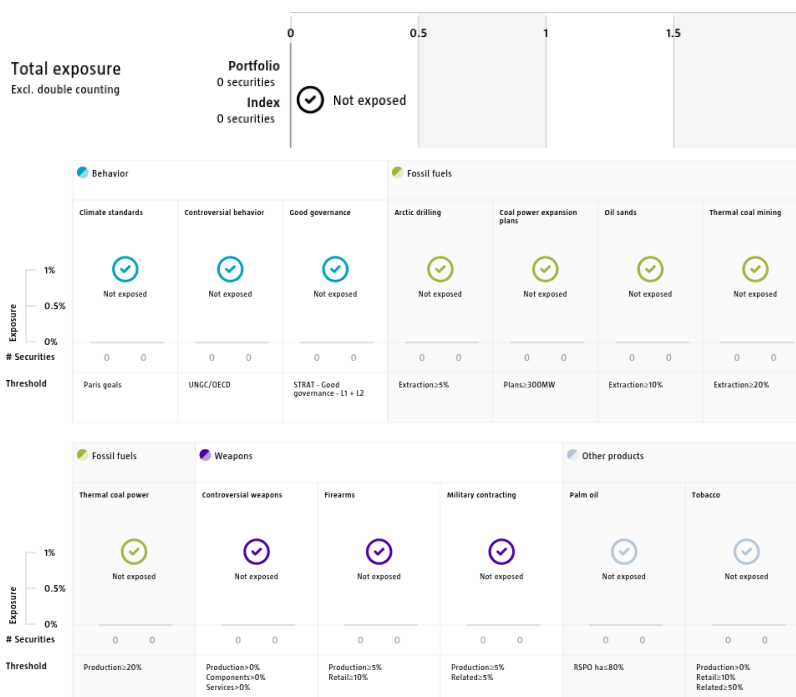 0 0.5 1 1.5
Total exposure
Excl. double counting
Portfolio
0 securities
Index
0 securities
Not exposed
Behavior Fossil fuels
Climate standards Controversial behavior Good governance Arctic drilling Coal power expansion plans Oil sands Thermal coal mining
Not exposed Not exposed Not exposed Not exposed Not exposed Not exposed Not exposed
Exposure
1%
0.5%
0%
# Securities 0 0 0 0 0 0 0 0 0 0 0 0 0 0
Threshold Paris goals UNGC/OECD STRAT - Good governance - L1 + L2 Extraction≥5% Plans≥300MW Extraction≥10% Extraction≥20%
Fossil fuels Weapons Other products
Thermal coal power Controversial weapons Firearms Military contracting Palm oil Tobacco
Not exposed Not exposed Not exposed Not exposed Not exposed Not exposed
Exposure
1%
0.5%
0%
# Securities 0 0 0 0 0 0 0 0 0 0 0 0
Threshold Production≥20% Production>0% Production≥5% Production≥5% RSPO ha≤80% Production>0%
Components>0% Retail≥10% Related≥5% Retail≥10%
Services>0% Related≥50%